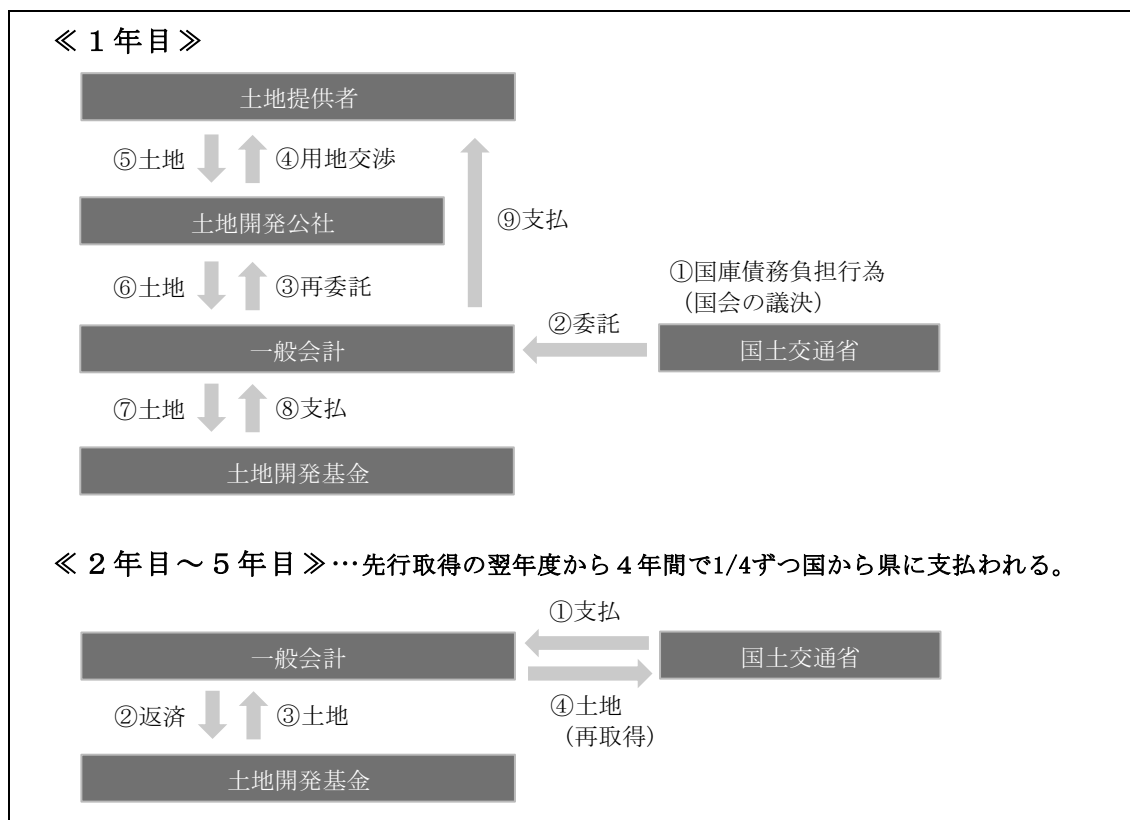 ≪1年目≫
土地提供者
⑤土地
④用地交渉
土地開発公社
⑨支払
⑥土地
③再委託
①国庫債務負担行為
（国会の議決）
②委託
一般会計
国土交通省
⑦土地
⑧支払
土地開発基金
≪2年目～5年目≫…先行取得の翌年度から４年間で1/4ずつ国から県に支払われる。
①支払
一般会計
国土交通省
②返済
③土地
④土地
（再取得）
土地開発基金